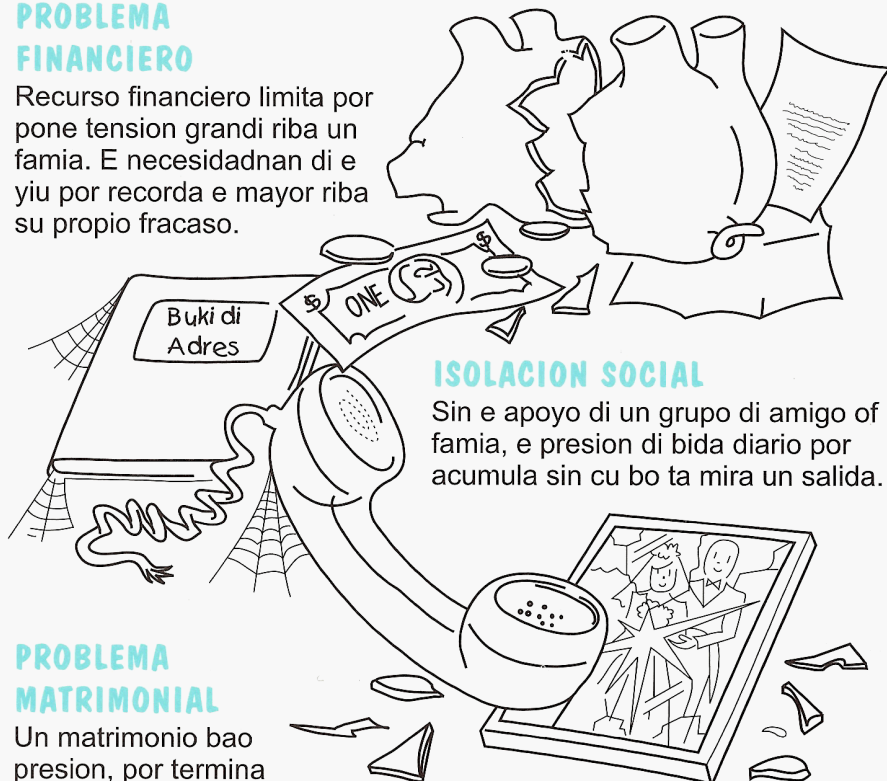 PROBLEMA
FINANCIERO
Recurso financiero limita por
pone tension grandi riba un
famia. E necesidadnan di e
yiu por recorda e mayor riba
su propio fracaso.
$ ONE $
Buki di
Adres
ISOLACION SOCIAL
Sin e apoyo di un grupo di amigo of
famia, e presion di bida diario por
acumula sin cu bo ta mira un salida.
PROBLEMA
MATRIMONIAL
Un matrimonio bao
presion, por termina